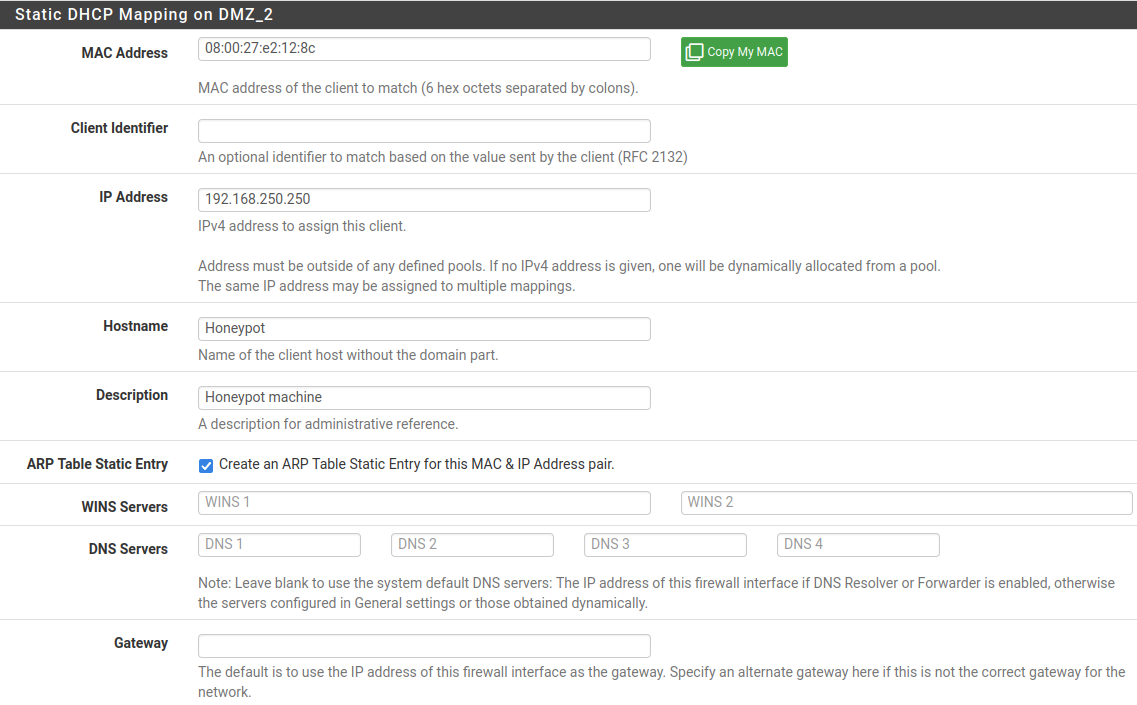 Static DHCP Mapping on DMZ_2
MAC Address
08:00:27:e2:12:8c
Copy My MAC
MAC address of the client to match (6 hex octets separated by colons).
Client Identifier
An optional identifier to match based on the value sent by the client (RFC 2132)
IP Address
192.168.250.250
IPv4 address to assign this client.
Address must be outside of any defined pools. If no IPv4 address is given, one will be dynamically allocated from a pool.
The same IP address may be assigned to multiple mappings.
Hostname
Honeypot
Name of the client host without the domain part.
Description
Honeypot machine
A description for administrative reference.
ARP Table Static Entry
Create an ARP Table Static Entry for this MAC & IP Address pair.
WINS Servers
WINS 1
WINS 2
DNS Servers
DNS 1
DNS 2
DNS 3
DNS 4
Note: Leave blank to use the system default DNS servers: The IP address of this firewall interface if DNS Resolver or Forwarder is enabled, otherwise
the servers configured in General settings or those obtained dynamically.
Gateway
The default is to use the IP address of this firewall interface as the gateway. Specify an alternate gateway here if this is not the correct gateway for the
network.